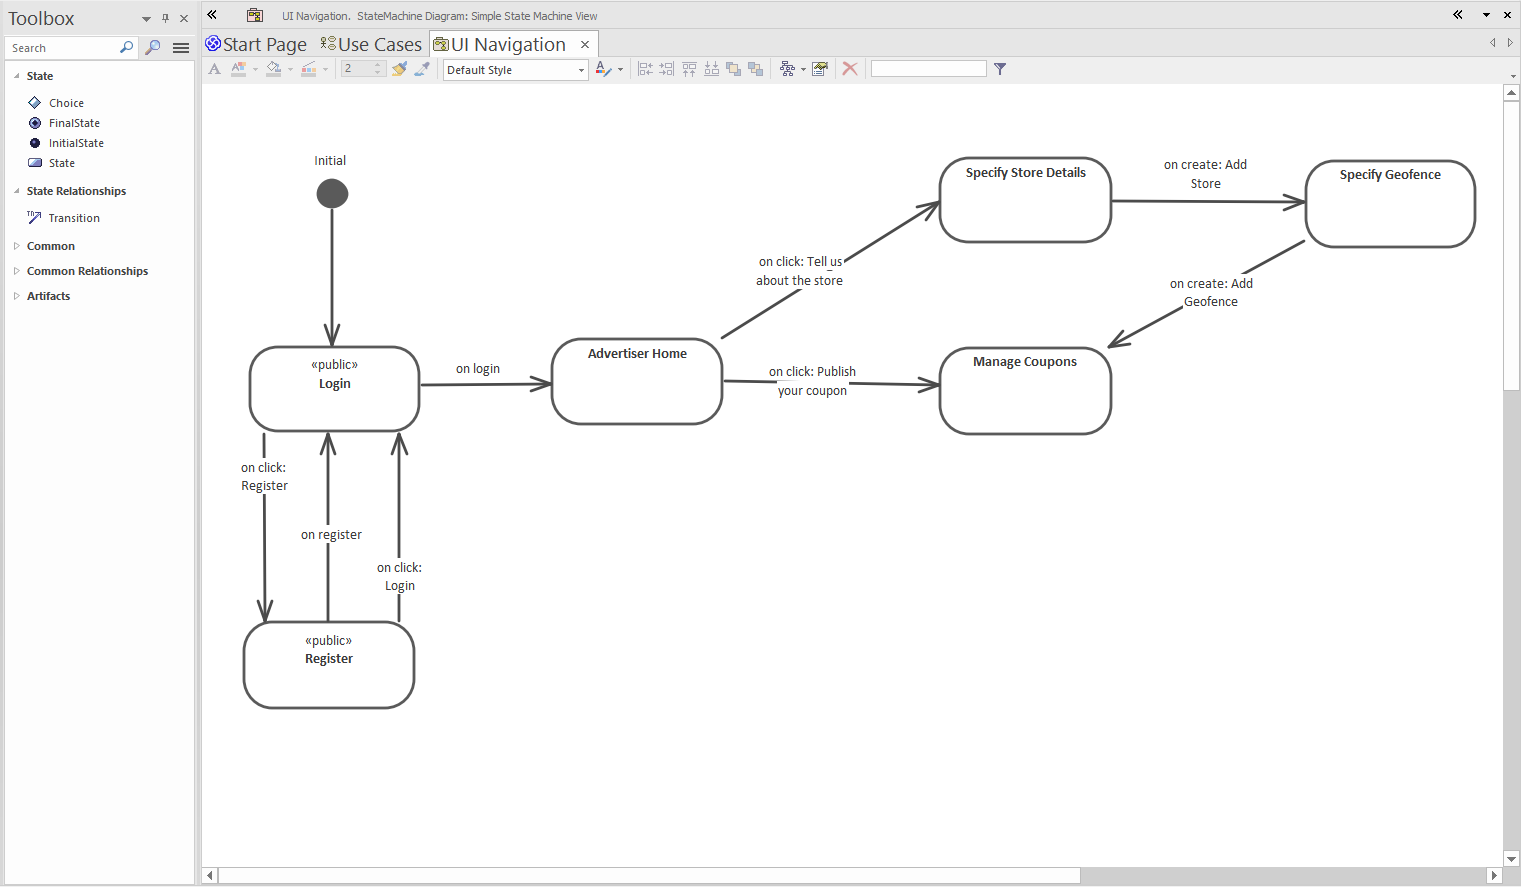 Toolbox
UI Navigation.  StateMachine Diagram: Simple State Machine View
Start Page
Use Cases
UI Navigation
Search
2
Default Style
State
Choice
FinalState
InitialState
State
State Relationships
Transition
Common
Common Relationships
Artifacts
Initial
Specify Store Details
on create: Add
Store
Specify Geofence
on click: Tell us
about the store
on create: Add
Geofence
«public»
Login
on login
Advertiser Home
on click: Publish
your coupon
Manage Coupons
on click:
Register
on register
on click:
Login
«public»
Register